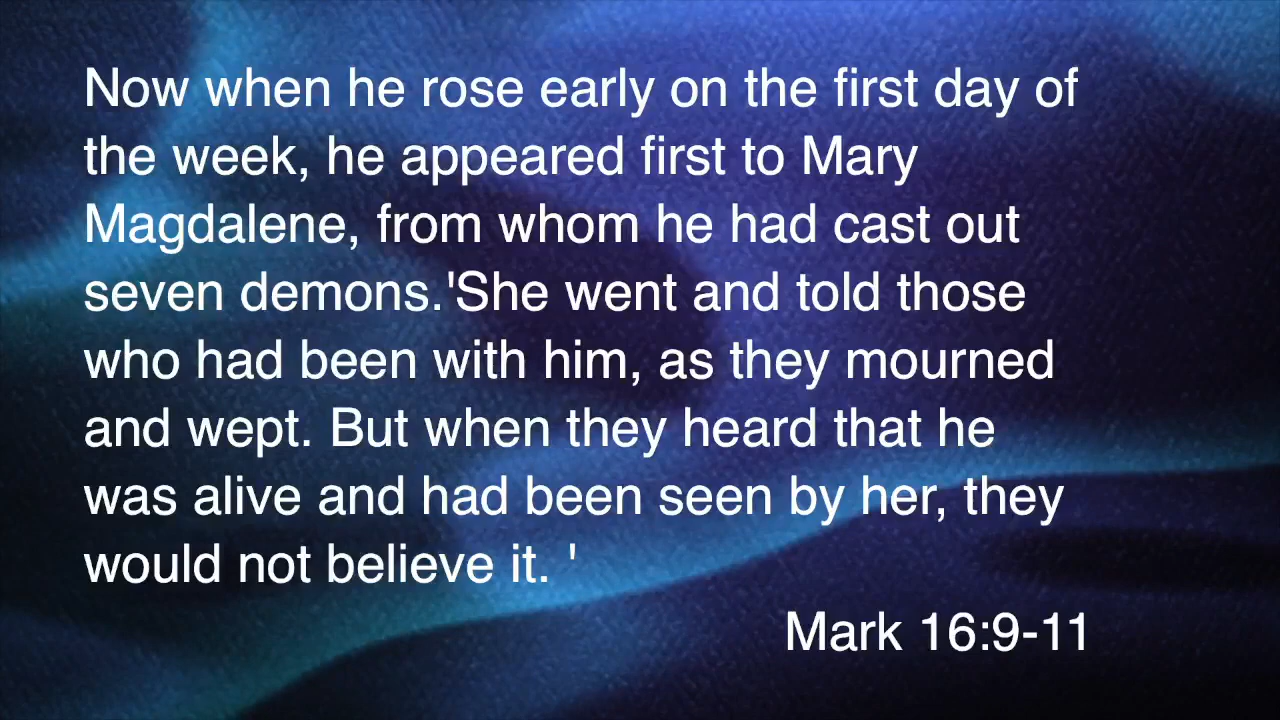 Now when he rose early on the first day of
the week, he appeared first to Mary
Magdalene, from whom he had cast out
seven demons.'She went and told those
who had been with him, as they mourned
and wept. But when they heard that he
was alive and had been seen by her, they
would not believe it. '
Mark 16:9-11